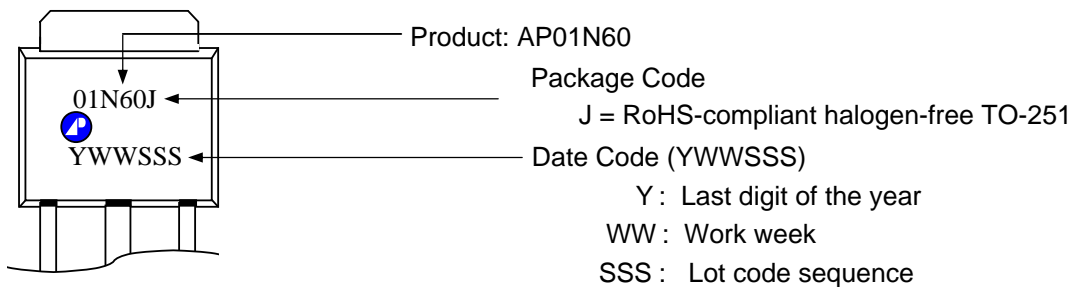 Product: AP01N60
Package Code
01N60J
J = RoHS-compliant halogen-free TO-251
AP
YWWSSS
Date Code (YWWSSS)
Y : Last digit of the year
WW : Work week
SSS : Lot code sequence